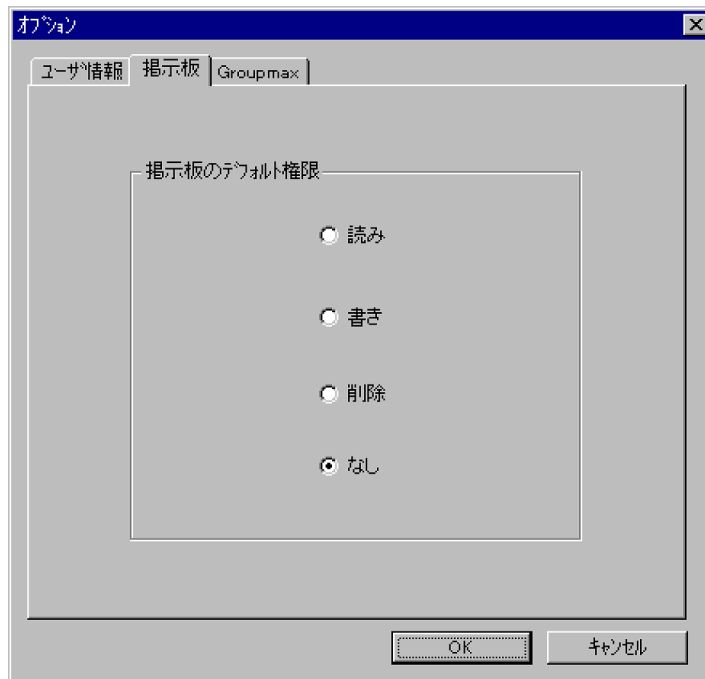 ｵﾌﾟｼｮﾝ
ﾕｰｻﾞ情報 掲示板 Groupmax
掲示板のﾃﾞﾌｫﾙﾄ権限
読み
書き
削除
なし
OK ｷｬﾝｾﾙ